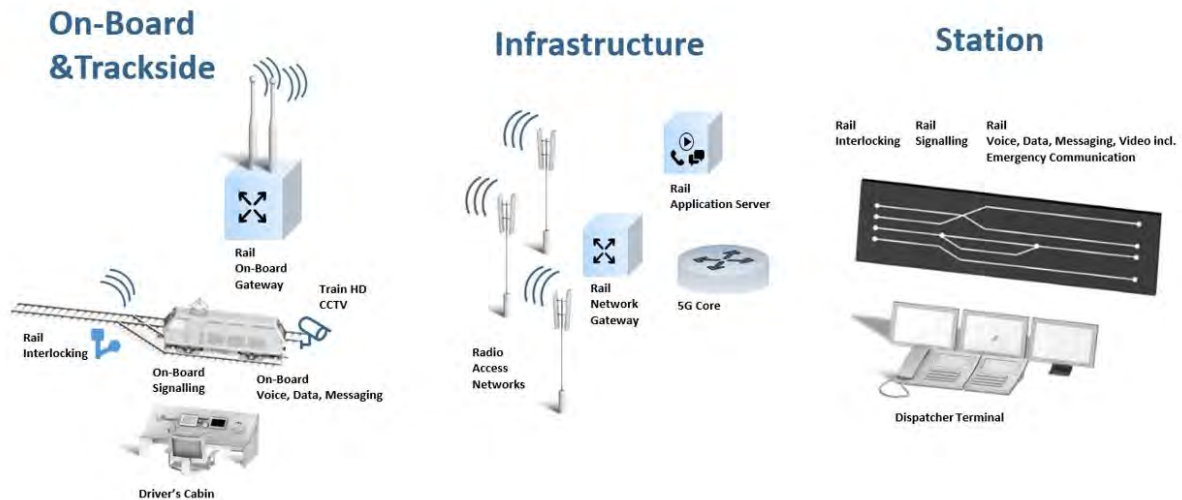 On-Board
&Trackside
Rail
On-Board
Gateway
Train HD
CCTV
Rail
Interlocking
On-Board
Signalling
On-Board
Voice, Data, Messaging
Driver's Cabin
Infrastructure
Rail
Application Server
Rail
Network
Gateway
5G Core
Radio
Access
Networks
Station
Rail
Interlocking
Rail
Signalling
Rail
Voice, Data, Messaging, Video incl.
Emergency Communication
Dispatcher Terminal